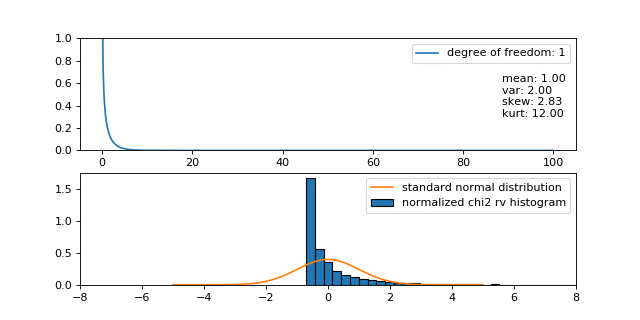 1.0
0.8
0.6
0.4
0.2
0.0
degree of freedom: 1
mean: 1.00
var: 2.00
skew: 2.83
kurt: 12.00
0 20 40 60 80 100
1.5
1.0
0.5
0.0
standard normal distribution
normalized chi2 rv histogram
−8 −6 −4 −2 0 2 4 6 8